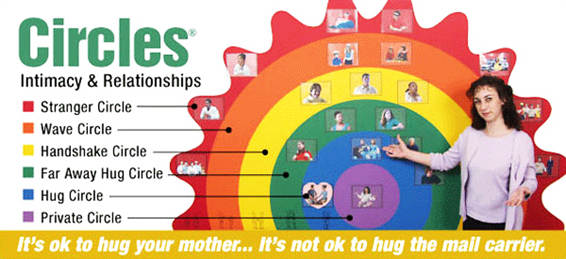 Circles®
Intimacy & Relationships
Stranger Circle
Wave Circle
Handshake Circle
Far Away Hug Circle
Hug Circle
Private Circle
It's ok to hug your mother... It's not ok to hug the mail carrier.